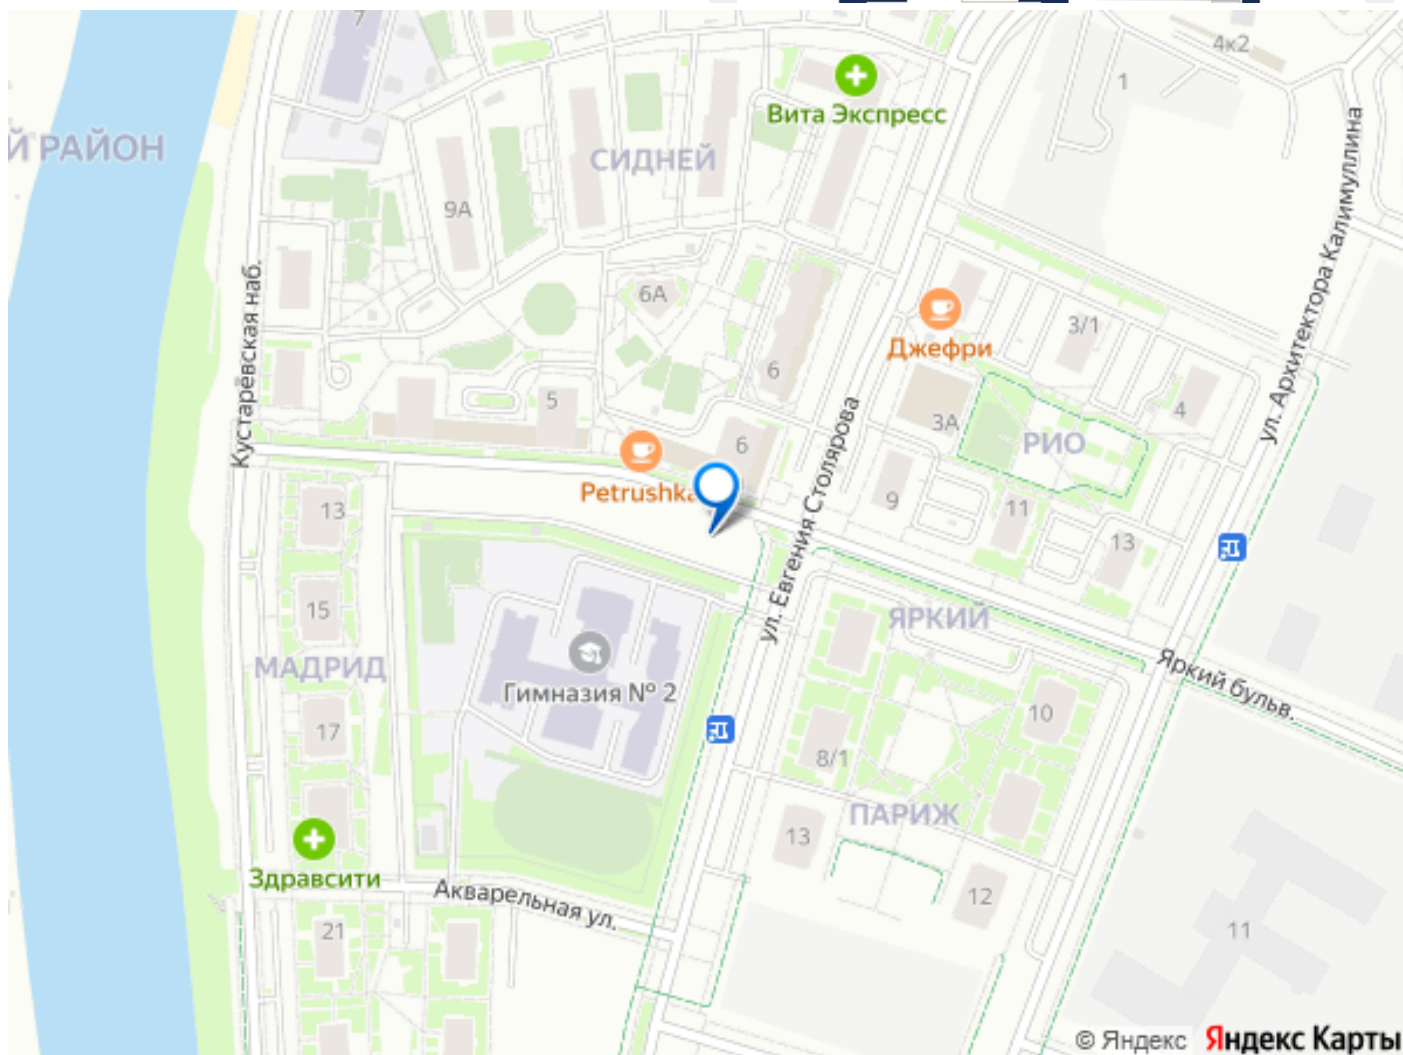 7
4к2
1
Вита Экспресс
Й РАЙОН
СИДНЕЙ
9А
ул. Архитектора Калимуллина
Кустарёвская наб.
6А
3/1
Джефри
6
5
3А
4
РИО
6
Petrushka
ул. Евгения Столярова
9
11
13
13
15
ЯРКИЙ
МАДРИД
Гимназия № 2
Яркий бульв.
17
10
8/1
ПАРИЖ
13
Здравсити
Акварельная ул.
12
21
11
© Яндекс Яндекс Карты